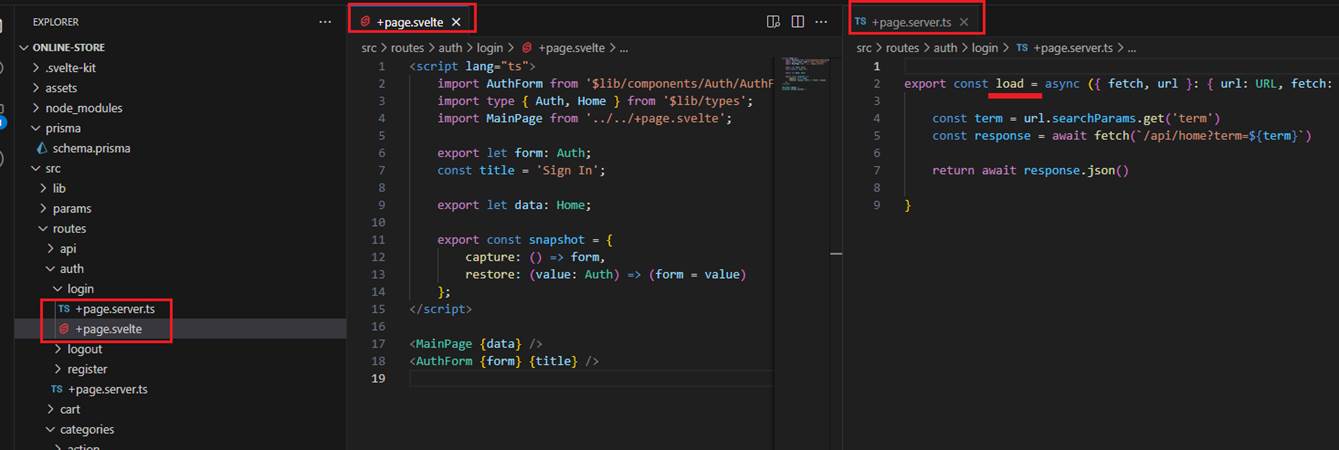 EXPLORER
ONLINE-STORE
.svelte-kit
assets
node_modules
prisma
schema.prisma
src
lib
params
routes
api
auth
login
TS +page.server.ts
+page.svelte
logout
register
TS +page.server.ts
cart
categories
action
+page.svelte
src > routes > auth > login > +page.svelte > ...
1 <script lang="ts">
2 import AuthForm from '$lib/components/Auth/AuthF
3 import type { Auth, Home } from '$lib/types';
4 import MainPage from '../../+page.svelte';
5
6 export let form: Auth;
7 const title = 'Sign In';
8
9 export let data: Home;
10
11 export const snapshot = {
12 capture: () => form,
13 restore: (value: Auth) => (form = value)
14 };
15 </script>
16
17 <MainPage {data} />
18 <AuthForm {form} {title} />
19
TS +page.server.ts
src > routes > auth > login > TS +page.server.ts > ...
1
2 export const load = async ({ fetch, url }: { url: URL, fetch:
3
4 const term = url.searchParams.get('term')
5 const response = await fetch(`/api/home?term=${term}`)
6
7 return await response.json()
8
9 }